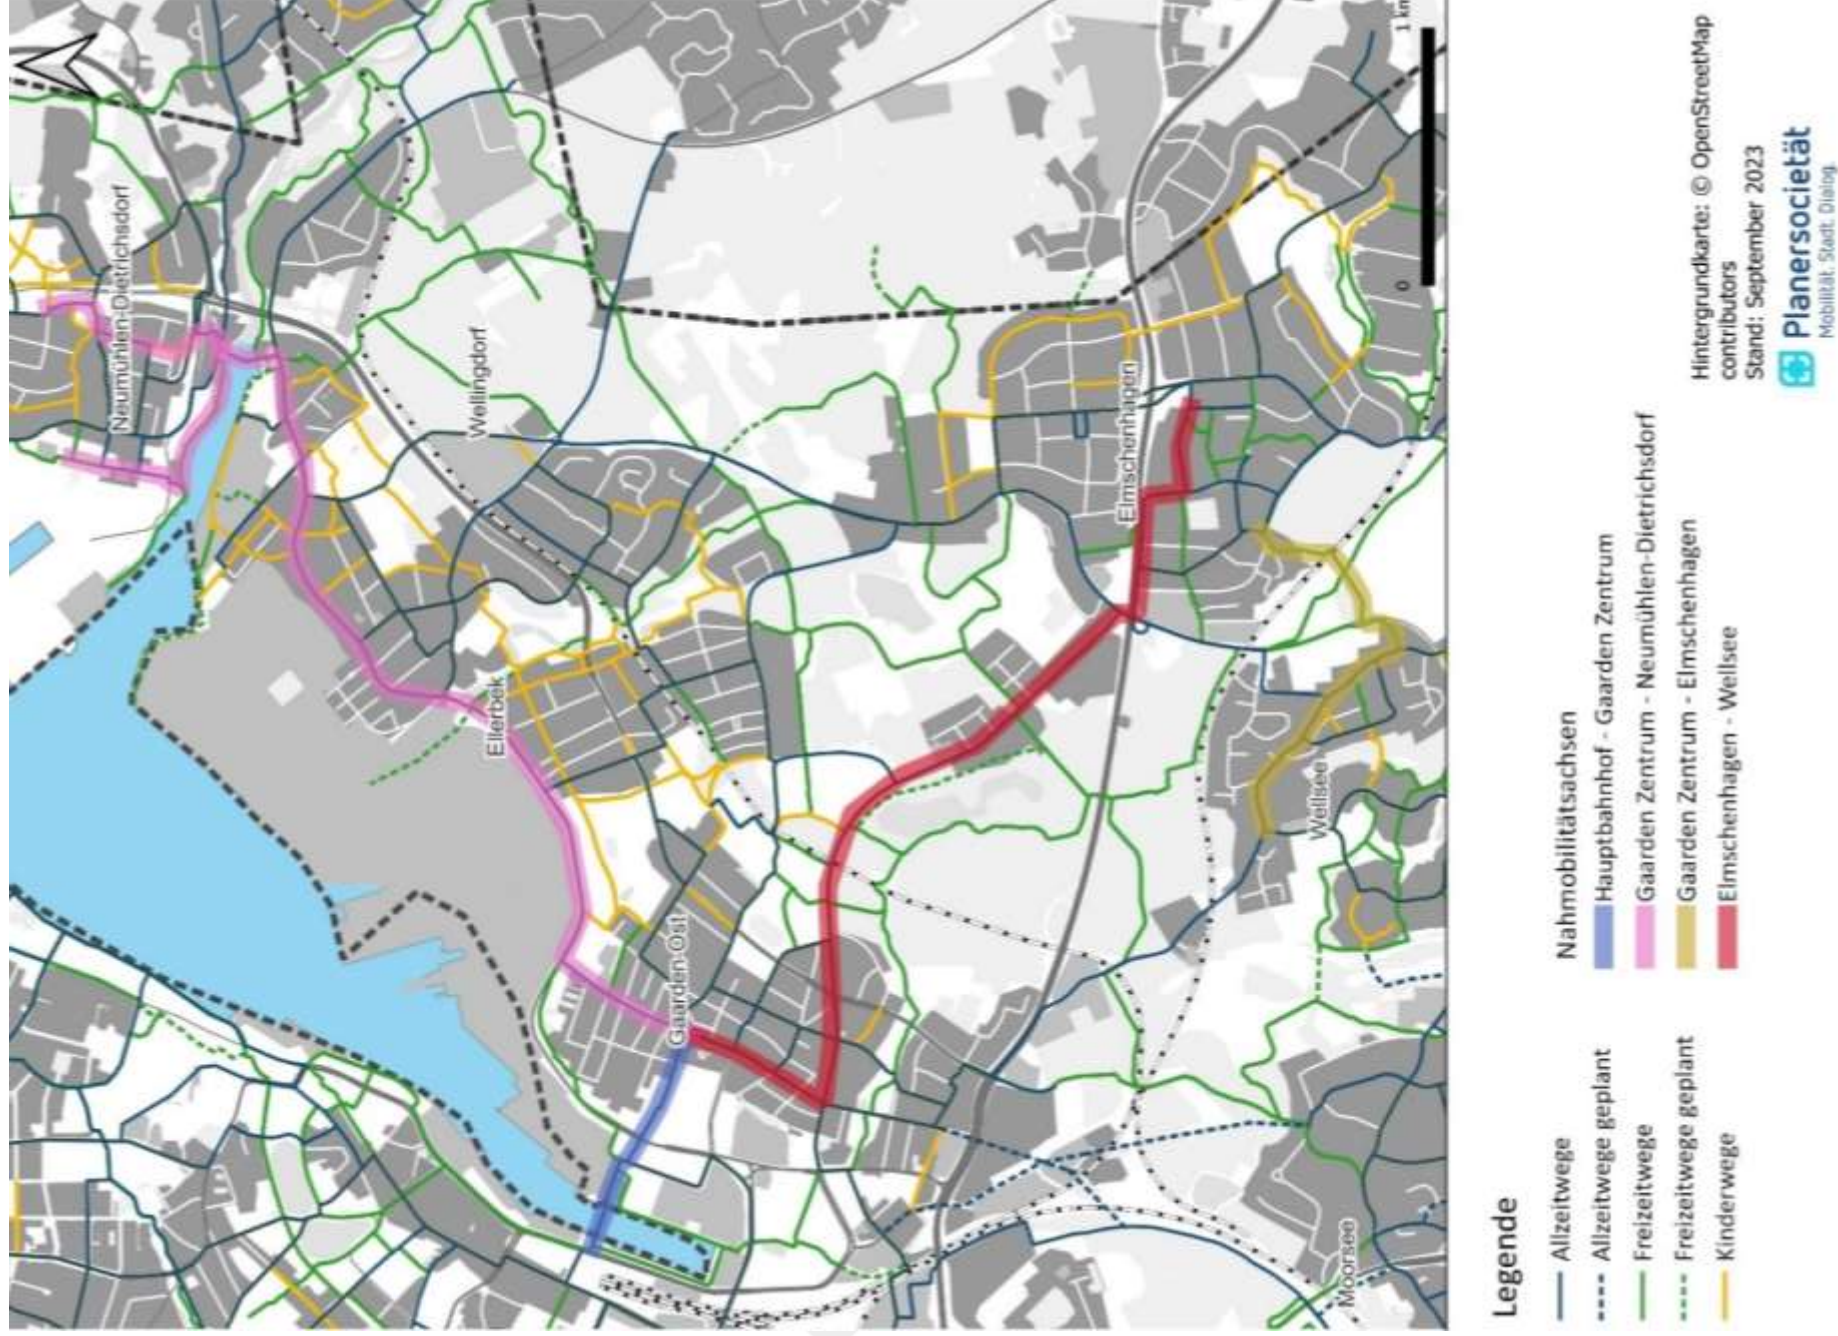 Neumühlen-Dietrichsdorf
Wellingdorf
Ellerbek
Elmschenhagen
Gaarden-Ost
Wellsee
Moorsee
0
1 km
Legende
Allzeitwege
Allzeitwege geplant
Freizeitwege
Freizeitwege geplant
Kinderwege
Nahmobilitätsachsen
Hauptbahnhof - Gaarden Zentrum
Gaarden Zentrum - Neumühlen-Dietrichsdorf
Gaarden Zentrum - Elmschenhagen
Elmschenhagen - Wellsee
Hintergrundkarte: © OpenStreetMap
contributors
Stand: September 2023
Planersocietät
Mobilität. Stadt. Dialog.